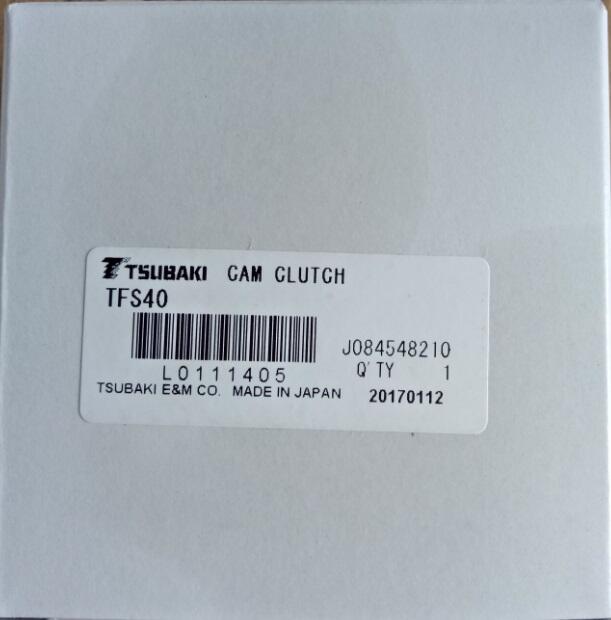 TSUBAKI CAM CLUTCH
TFS40
J084548210
L0111405
Q'TY 1
TSUBAKI E&M CO. MADE IN JAPAN 20170112